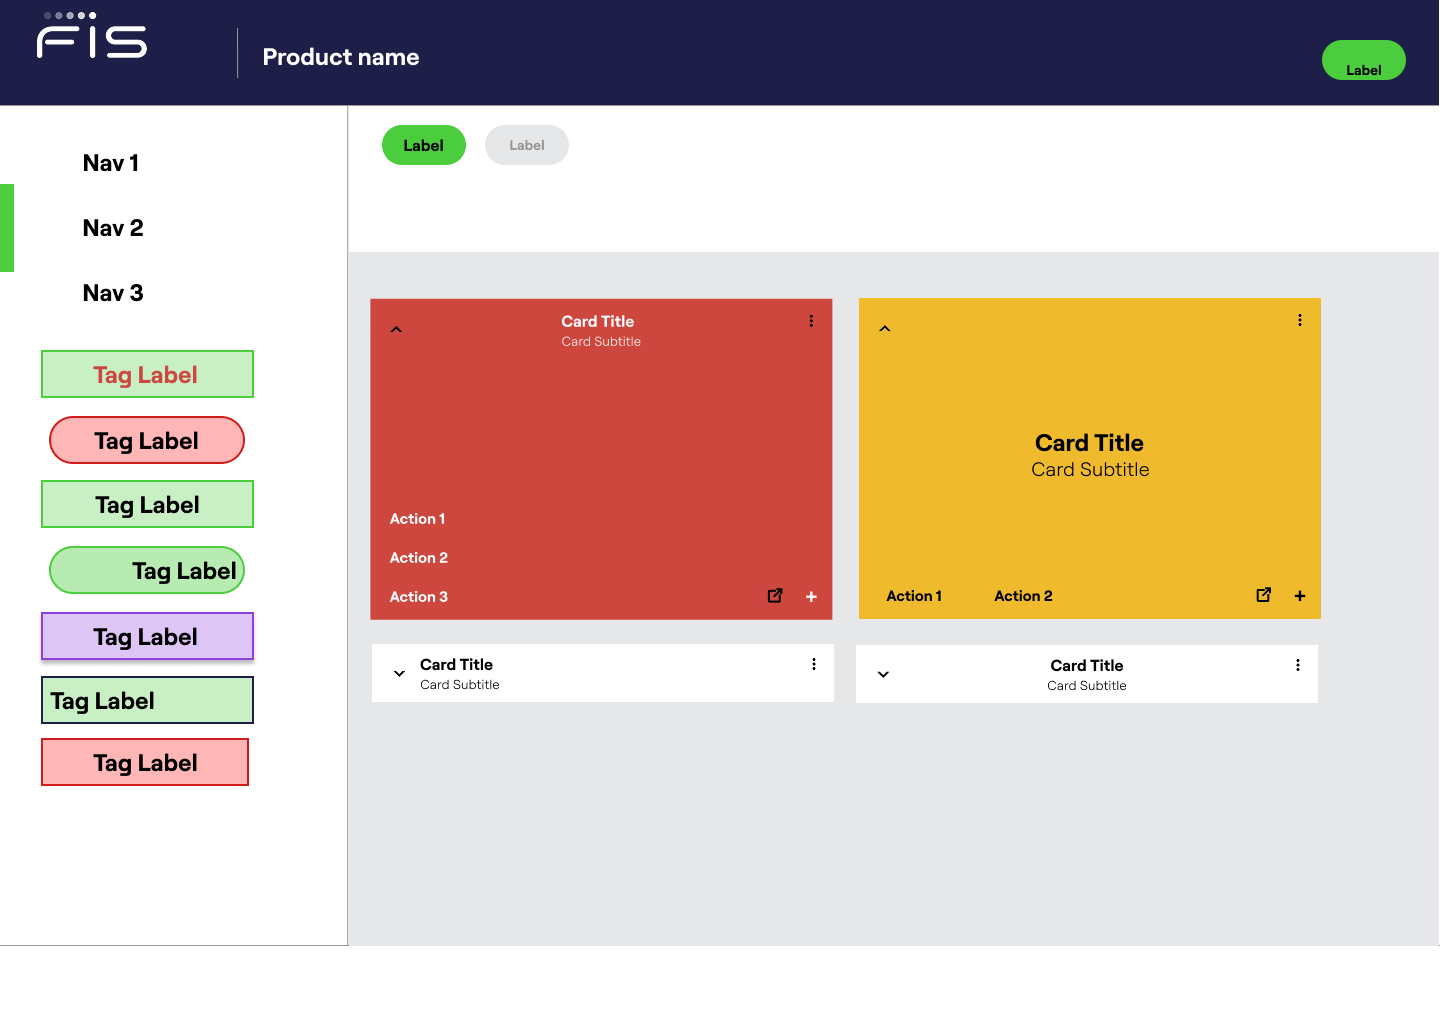 FIS
Product name
Label
Label
Label
Nav 1
Nav 2
Nav 3
Tag Label
Tag Label
Tag Label
Tag Label
Tag Label
Tag Label
Tag Label
Card Title
Card Subtitle
Action 1
Action 2
Action 3
Card Title
Card Subtitle
Action 1
Action 2
Card Title
Card Subtitle
Card Title
Card Subtitle